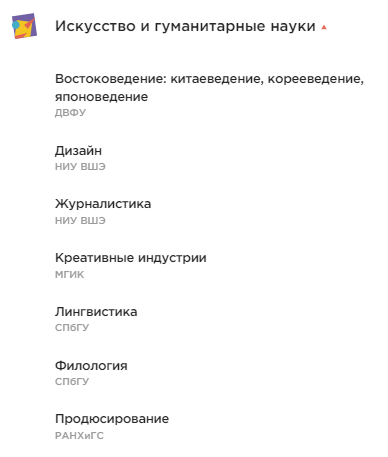 Искусство и гуманитарные науки
Востоковедение: китаеведение, корееведение,
японоведение
ДВФУ
Дизайн
НИУ ВШЭ
Журналистика
НИУ ВШЭ
Креативные индустрии
МГИК
Лингвистика
СПбГУ
Филология
СПбГУ
Продюсирование
РАНХиГС